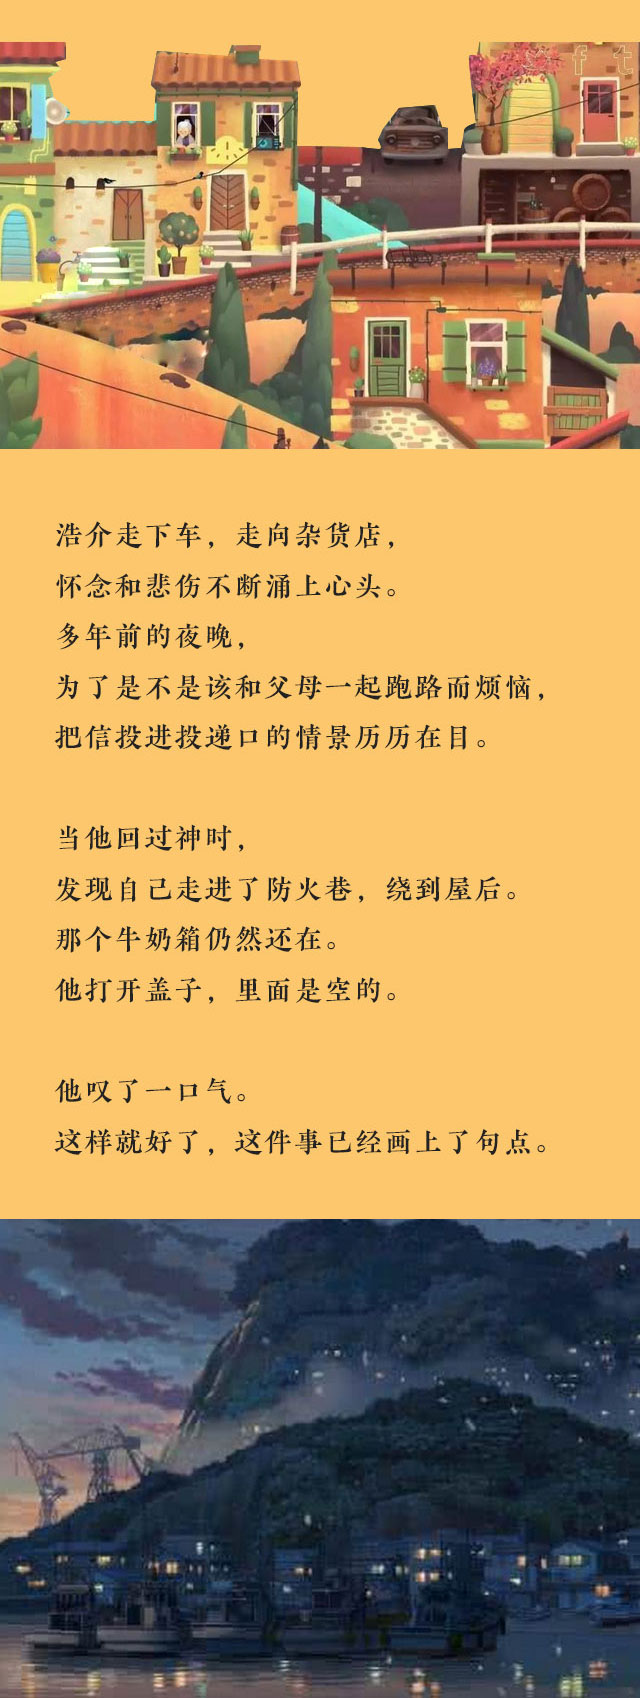 浩介走下车，走向杂货店，
怀念和悲伤不断涌上心头。
多年前的夜晚，
为了是不是该和父母一起跑路而烦恼，
把信投进投递口的情景历历在目。
当他回过神时，
发现自己走进了防火巷，绕到屋后。
那个牛奶箱仍然还在。
他打开盖子，里面是空的。
他叹了一口气。
这样就好了，这件事已经画上了句点。